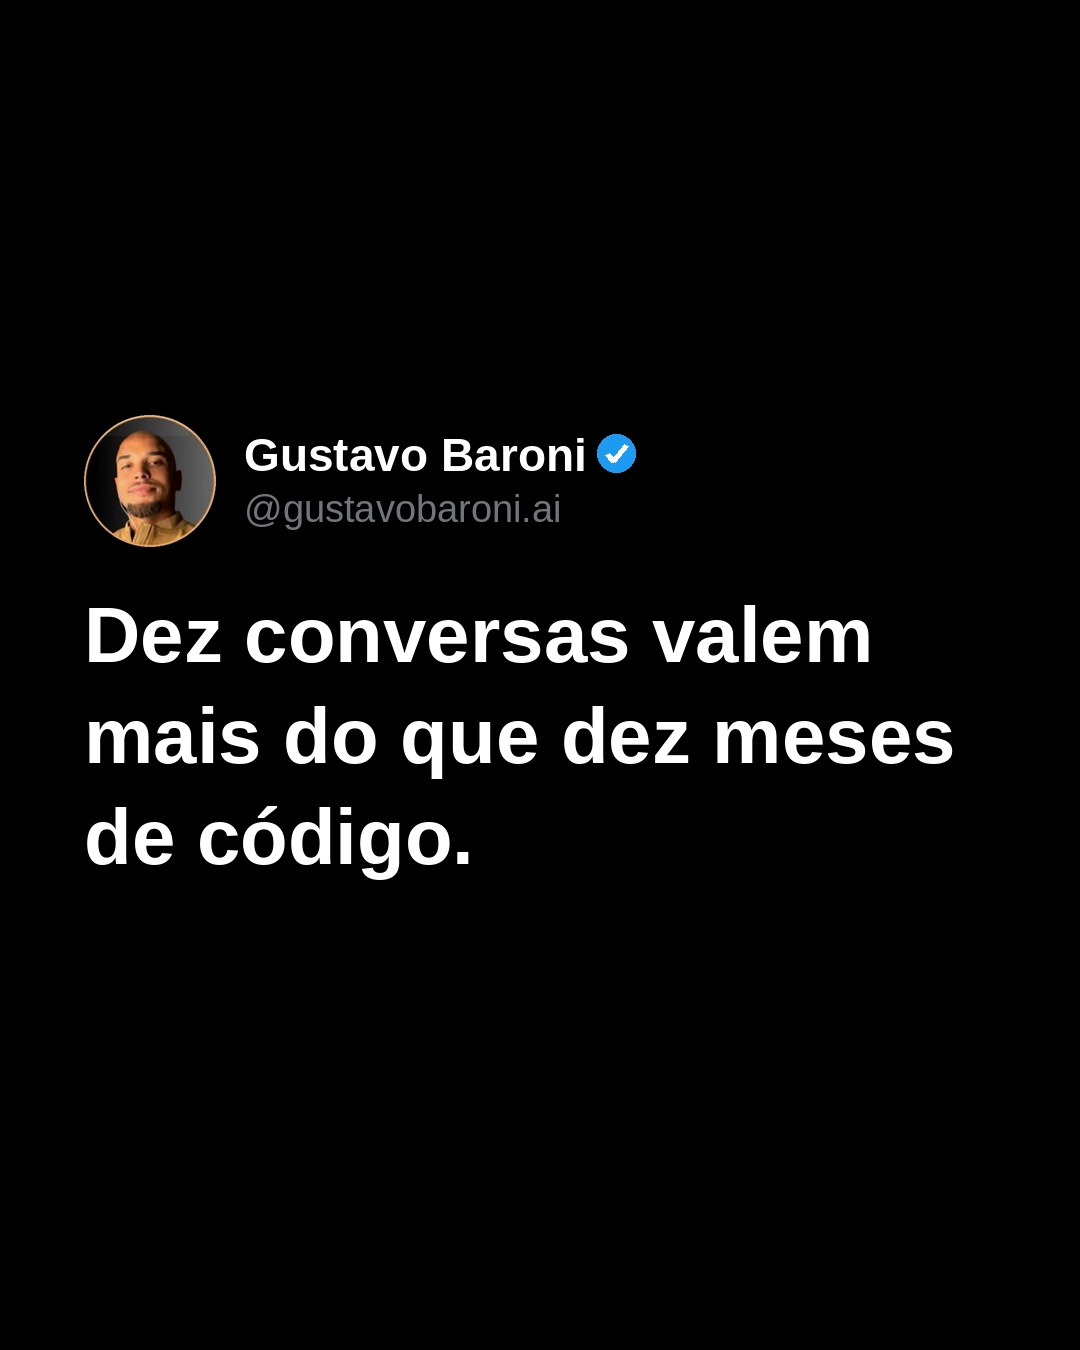 Gustavo Baroni
@gustavobaroni.ai
Dez conversas valem
mais do que dez meses
de código.